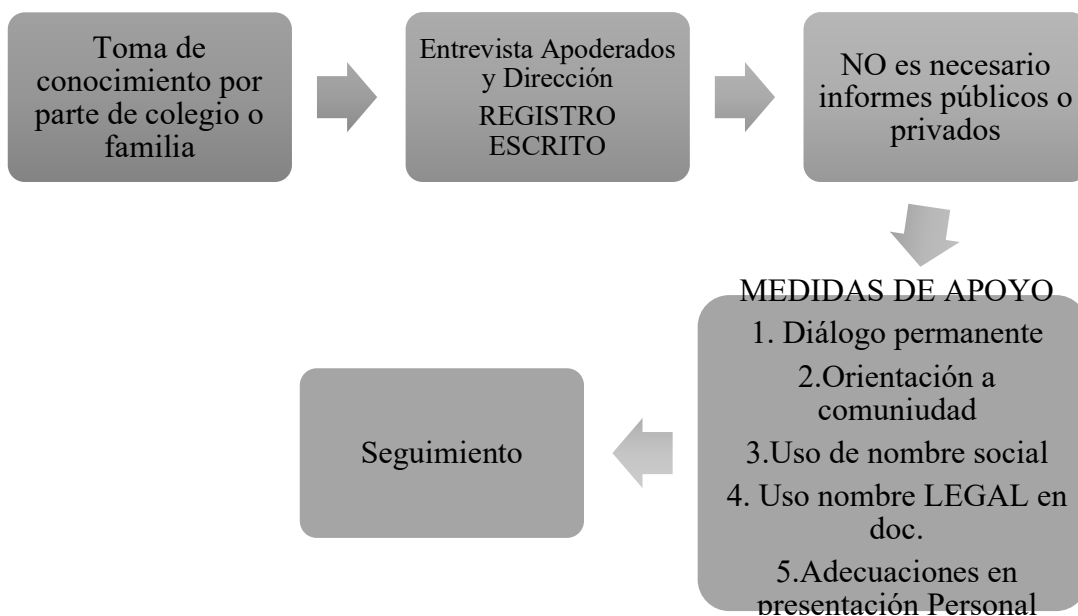 Toma de
conocimiento por
parte de colegio o
familia
Entrevista Apoderados
y Dirección
REGISTRO
ESCRITO
NO es necesario
informes públicos o
privados
MEDIDAS DE APOYO
1. Diálogo permanente
2.Orientación a
comuniudad
3.Uso de nombre social
4. Uso nombre LEGAL en
doc.
5.Adecuaciones en
presentación Personal
Seguimiento